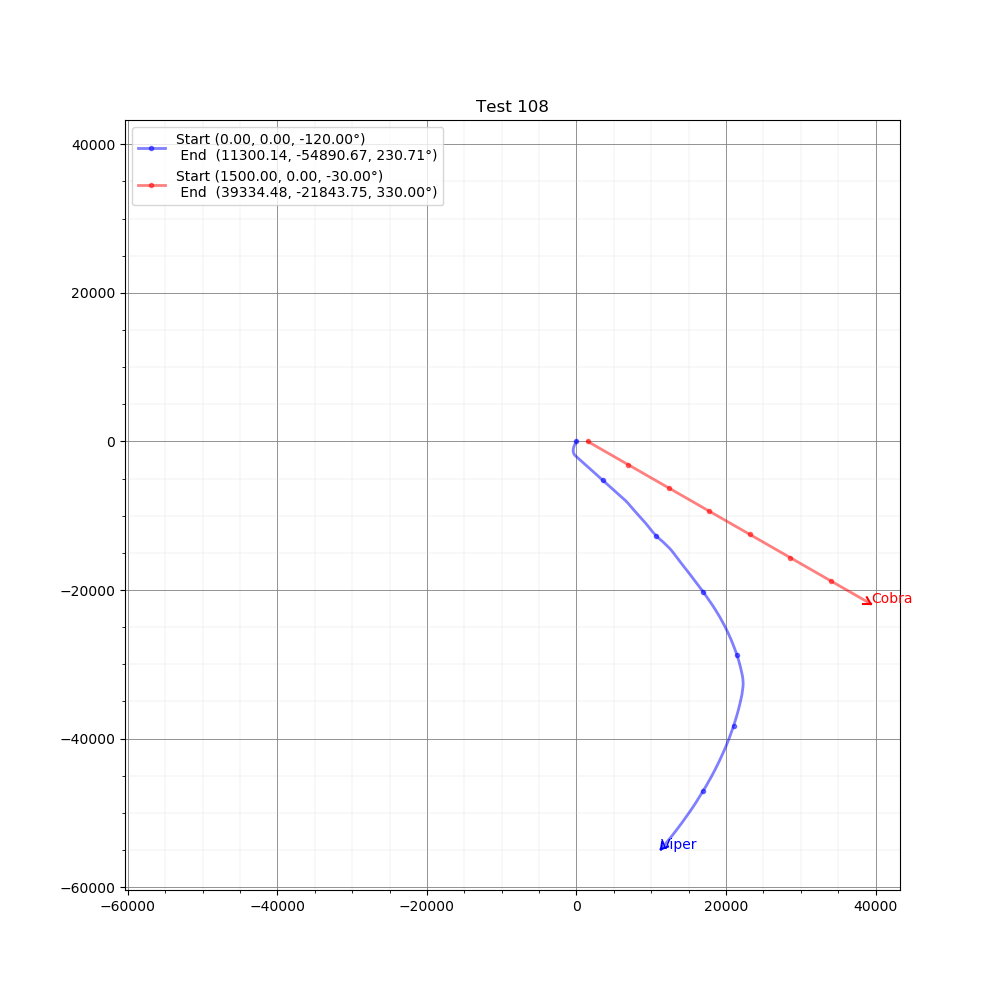 Test 108
Start (0.00, 0.00, -120.00°)
End (11300.14, -54890.67, 230.71°)
Start (1500.00, 0.00, -30.00°)
End (39334.48, -21843.75, 330.00°)
40000
20000
0
−20000
−40000
−60000
Cobra
Viper
−60000
−40000
−20000
0
20000
40000